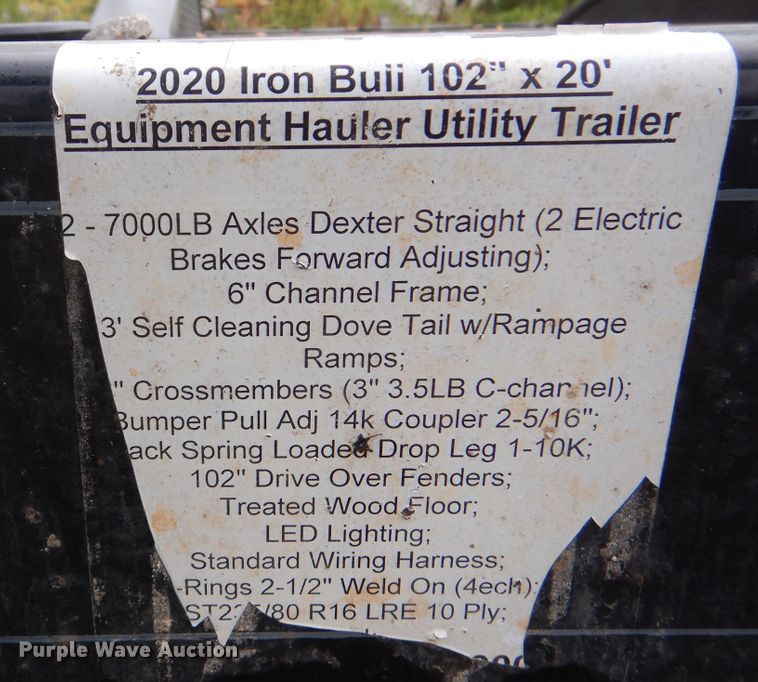 2020 Iron Bull 102" x 20'
Equipment Hauler Utility Trailer
2 - 7000LB Axles Dexter Straight (2 Electric
Brakes Forward Adjusting);
6" Channel Frame;
3' Self Cleaning Dove Tail w/Rampage
Ramps;
" Crossmembers (3" 3.5LB C-channel);
Bumper Pull Adj 14k Coupler 2-5/16";
ack Spring Loaded Drop Leg 1-10K;
102" Drive Over Fenders;
Treated Wood Floor;
LED Lighting;
Standard Wiring Harness;
-Rings 2-1/2" Weld On (4ech);
ST235/80 R16 LRE 10 Ply;
Purple Wave Auction